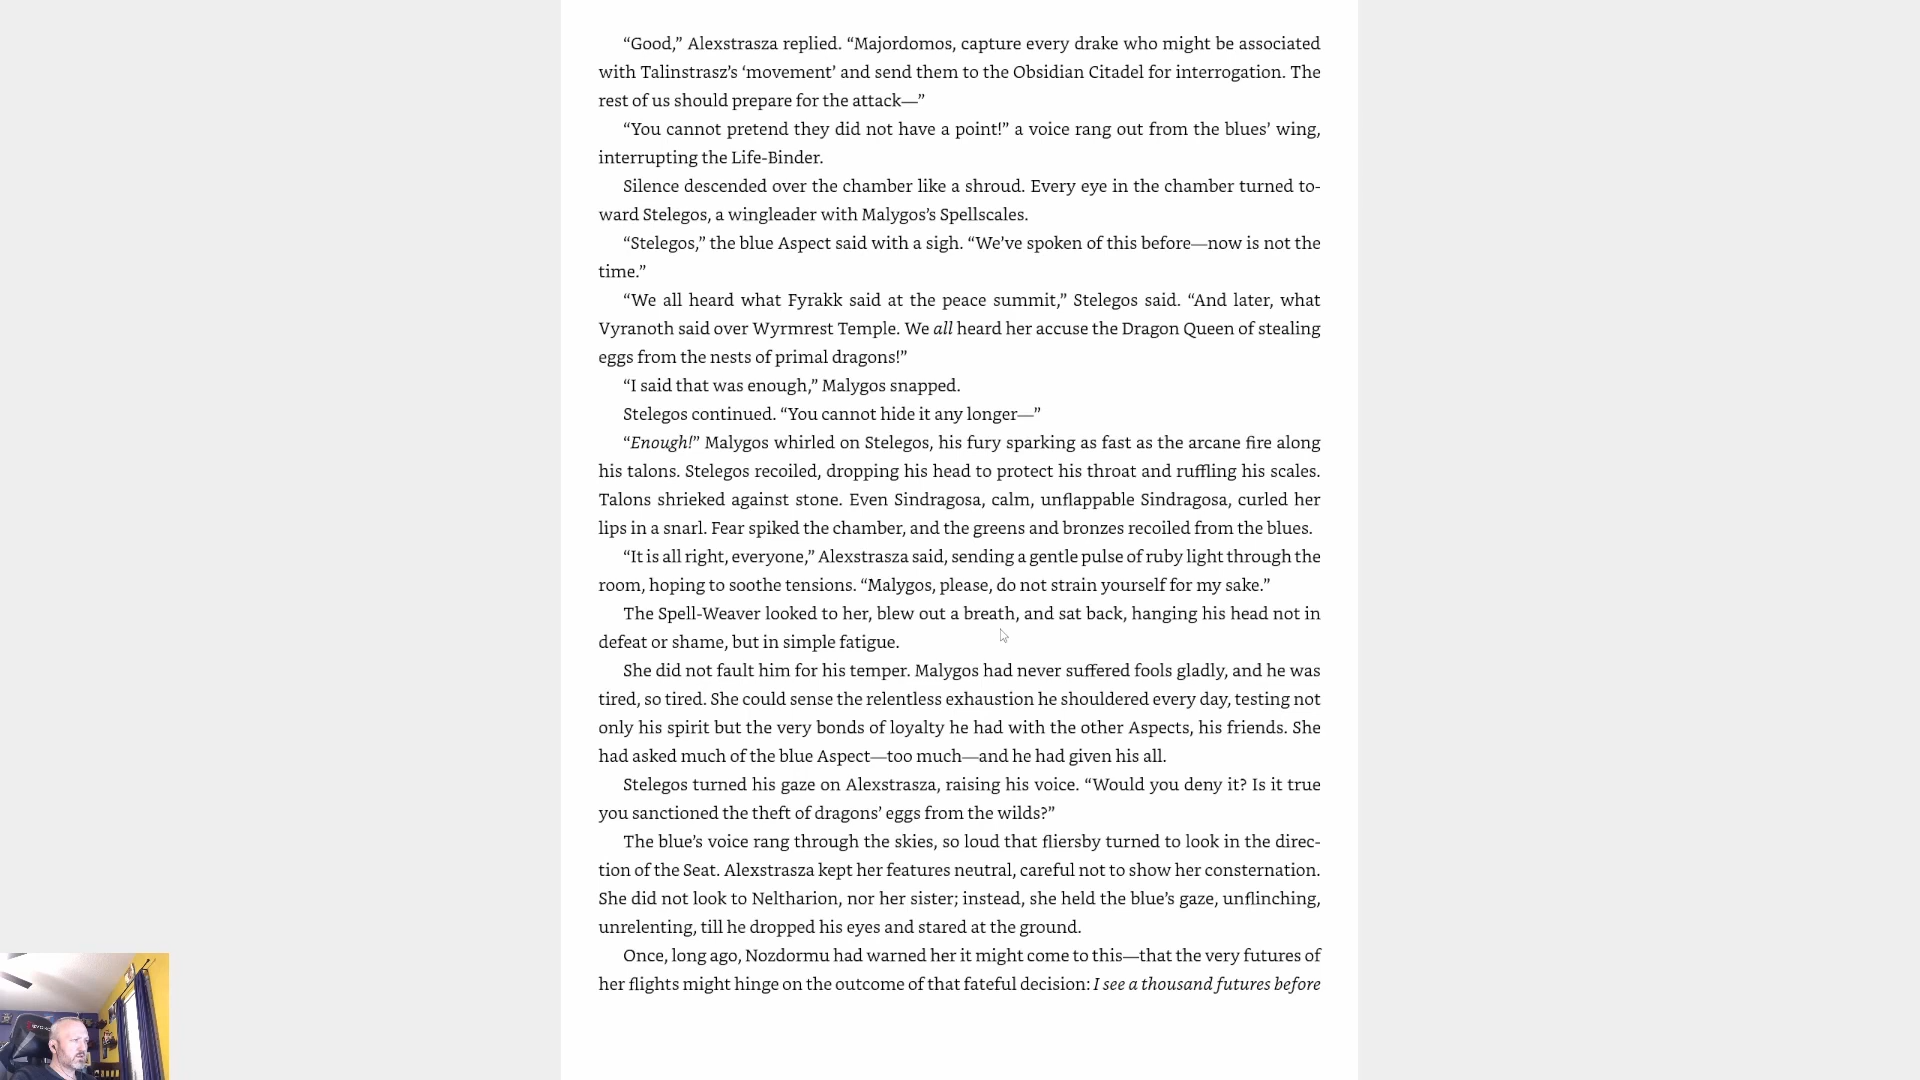 “Good,” Alexstrasza replied. “Majordomos, capture every drake who might be associated
with Talinstrasz’s ‘movement’ and send them to the Obsidian Citadel for interrogation. The
rest of us should prepare for the attack—”
“You cannot pretend they did not have a point!” a voice rang out from the blues’ wing,
interrupting the Life-Binder.
Silence descended over the chamber like a shroud. Every eye in the chamber turned to-
ward Stelegos, a wingleader with Malygos’s Spellscales.
“Stelegos,” the blue Aspect said with a sigh. “We’ve spoken of this before—now is not the
time.”
“We all heard what Fyrakk said at the peace summit,” Stelegos said. “And later, what
Vyranoth said over Wyrmrest Temple. We all heard her accuse the Dragon Queen of stealing
eggs from the nests of primal dragons!”
“I said that was enough,” Malygos snapped.
Stelegos continued. “You cannot hide it any longer—”
“Enough!” Malygos whirled on Stelegos, his fury sparking as fast as the arcane fire along
his talons. Stelegos recoiled, dropping his head to protect his throat and ruffling his scales.
Talons shrieked against stone. Even Sindragosa, calm, unflappable Sindragosa, curled her
lips in a snarl. Fear spiked the chamber, and the greens and bronzes recoiled from the blues.
“It is all right, everyone,” Alexstrasza said, sending a gentle pulse of ruby light through the
room, hoping to soothe tensions. “Malygos, please, do not strain yourself for my sake.”
The Spell-Weaver looked to her, blew out a breath, and sat back, hanging his head not in
defeat or shame, but in simple fatigue.
She did not fault him for his temper. Malygos had never suffered fools gladly, and he was
tired, so tired. She could sense the relentless exhaustion he shouldered every day, testing not
only his spirit but the very bonds of loyalty he had with the other Aspects, his friends. She
had asked much of the blue Aspect—too much—and he had given his all.
Stelegos turned his gaze on Alexstrasza, raising his voice. “Would you deny it? Is it true
you sanctioned the theft of dragons’ eggs from the wilds?”
The blue’s voice rang through the skies, so loud that fliersby turned to look in the direc-
tion of the Seat. Alexstrasza kept her features neutral, careful not to show her consternation.
She did not look to Neltharion, nor her sister; instead, she held the blue’s gaze, unflinching,
unrelenting, till he dropped his eyes and stared at the ground.
Once, long ago, Nozdormu had warned her it might come to this—that the very futures of
her flights might hinge on the outcome of that fateful decision: I see a thousand futures before